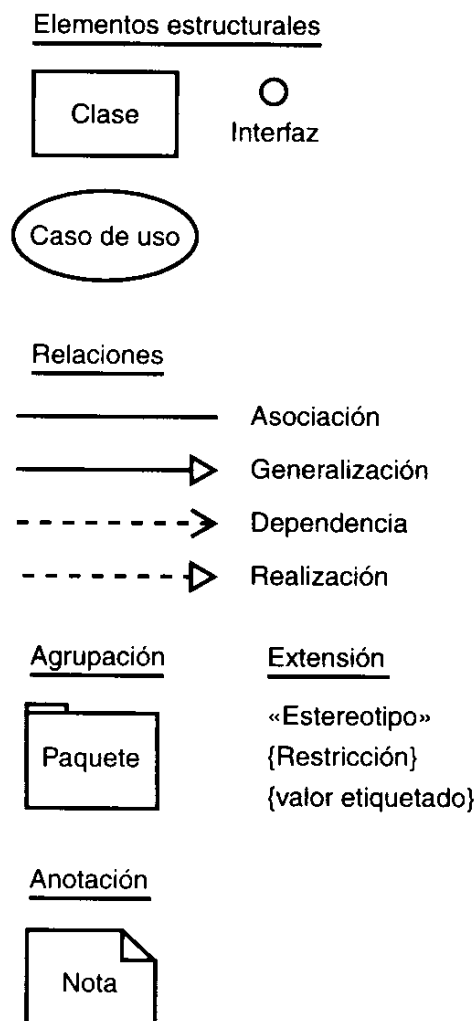 Elementos estructurales
Clase
Interfaz
Caso de uso
Relaciones
Asociación
Generalización
Dependencia
Realización
Agrupación
Paquete
Extensión
«Estereotipo»
{Restricción}
{valor etiquetado}
Anotación
Nota